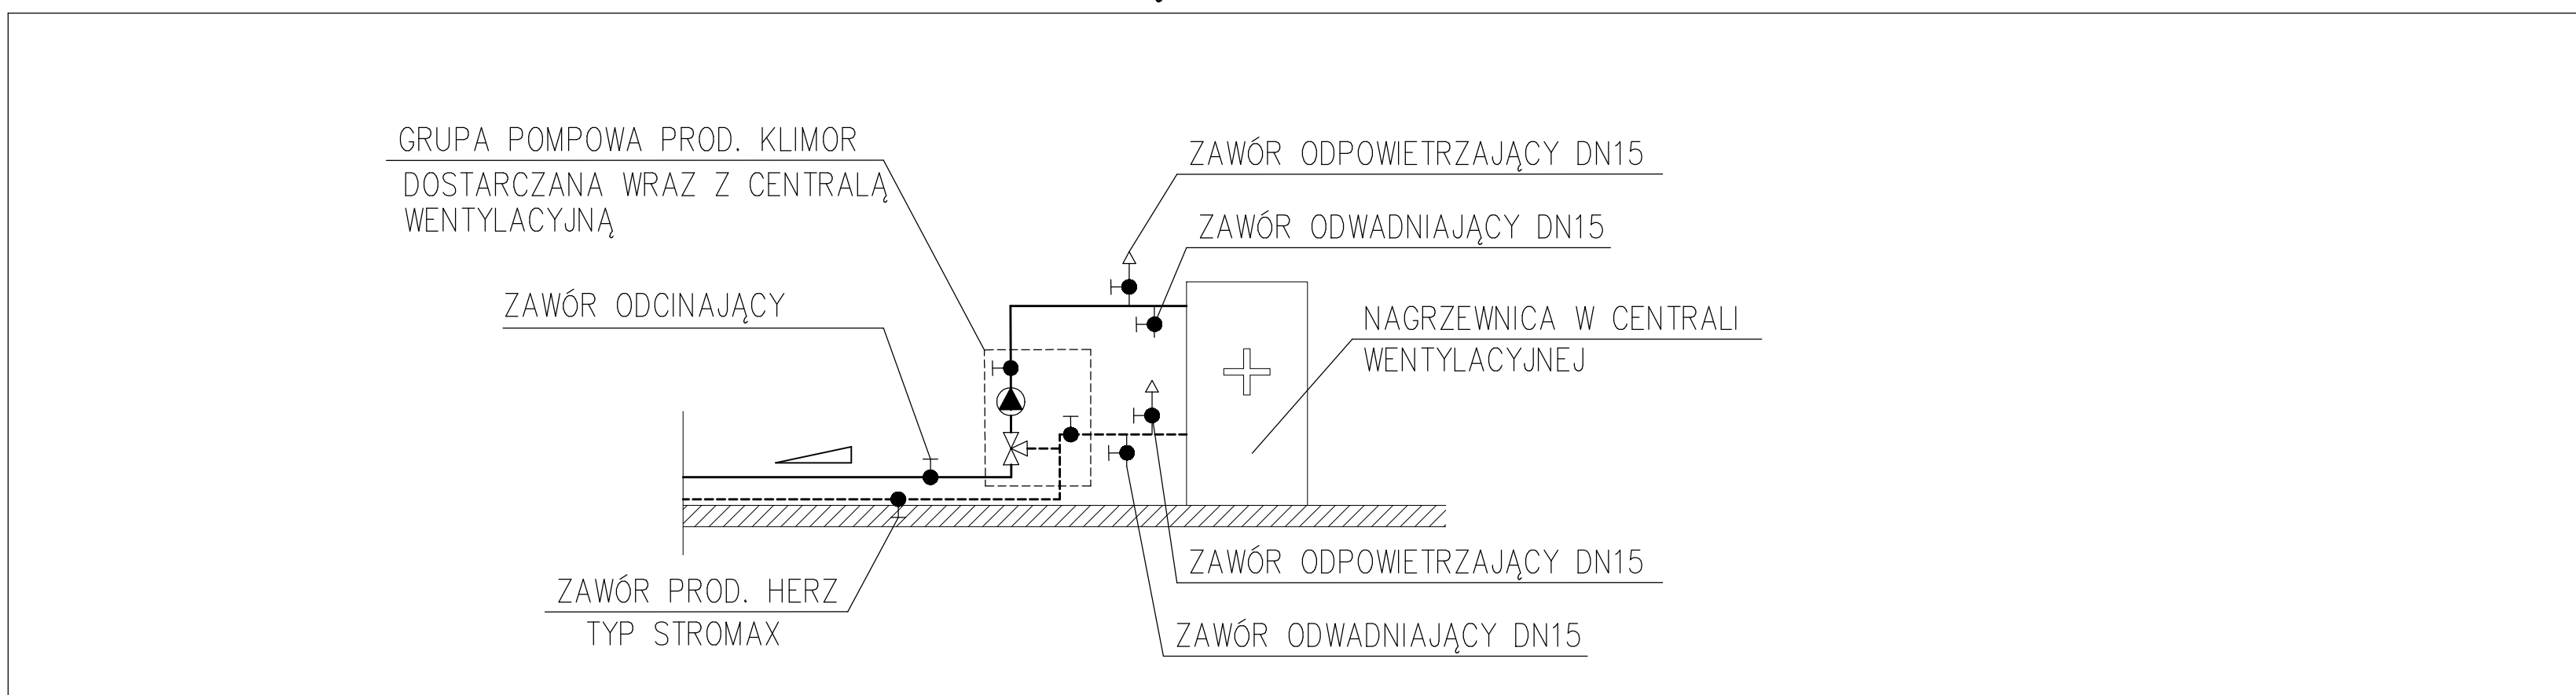 GRUPA POMPOWA PROD. KLIMOR
DOSTARCZANA WRAZ Z CENTRALĄ
WENTYLACYJNĄ
ZAWÓR ODPOWIETRZAJĄCY DN15
ZAWÓR ODWADNIAJĄCY DN15
ZAWÓR ODCINAJĄCY
NAGRZEWNICA W CENTRALI
WENTYLACYJNEJ
ZAWÓR ODPOWIETRZAJĄCY DN15
ZAWÓR PROD. HERZ
TYP STROMAX
ZAWÓR ODWADNIAJĄCY DN15